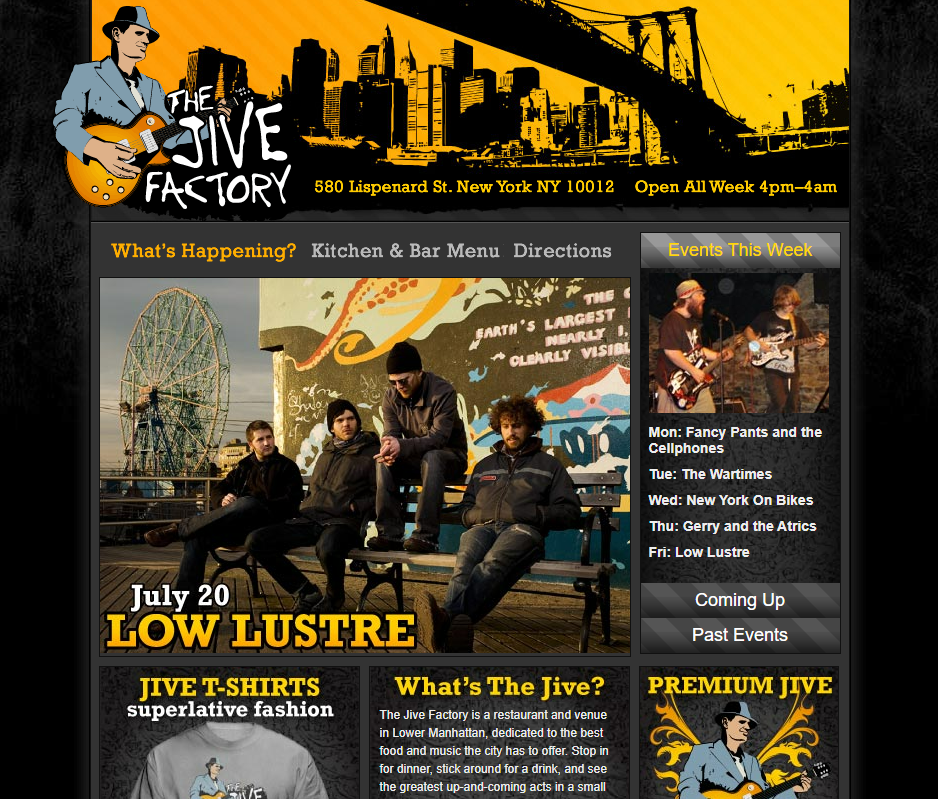 THE
JIVE
FACTORY
580 Lispenard St. New York NY 10012 Open All Week 4pm–4am
What's Happening? Kitchen & Bar Menu Directions
Events This Week
THE
EARTH'S LARGEST
NEARLY 1,
CLEARLY VISIBL
July 20
LOW LUSTRE
Mon: Fancy Pants and the
Cellphones
Tue: The Wartimes
Wed: New York On Bikes
Thu: Gerry and the Atrics
Fri: Low Lustre
Coming Up
Past Events
JIVE T-SHIRTS
superlative fashion
THE
JIVE
What's The Jive?
The Jive Factory is a restaurant and venue
in Lower Manhattan, dedicated to the best
food and music the city has to offer. Stop in
for dinner, stick around for a drink, and see
the greatest up-and-coming acts in a small
PREMIUM JIVE